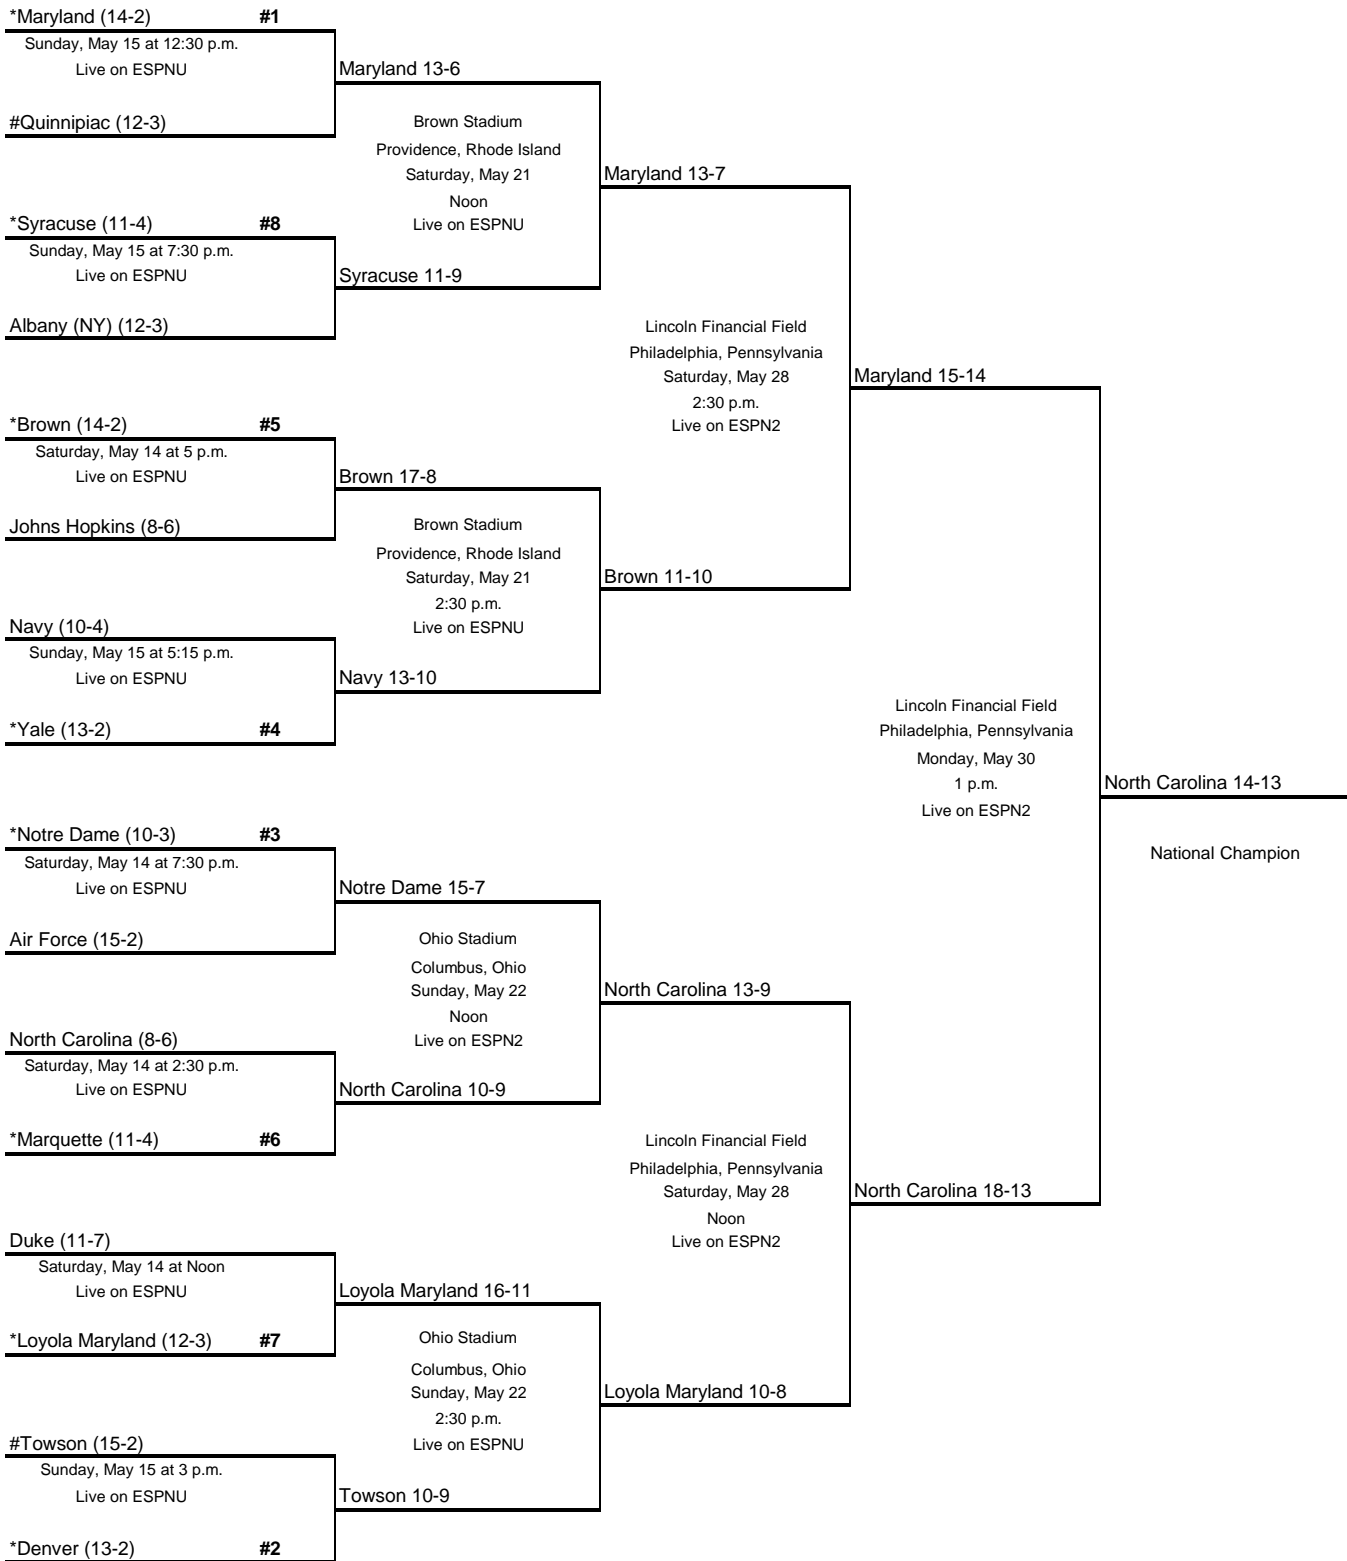 *Maryland (14-2) #1
Sunday, May 15 at 12:30 p.m.
Live on ESPNU
Maryland 13-6
#Quinnipiac (12-3)
Brown Stadium
Providence, Rhode Island
Saturday, May 21
Noon
Live on ESPNU
Maryland 13-7
*Syracuse (11-4) #8
Sunday, May 15 at 7:30 p.m.
Live on ESPNU
Syracuse 11-9
Albany (NY) (12-3)
Lincoln Financial Field
Philadelphia, Pennsylvania
Saturday, May 28
2:30 p.m.
Live on ESPN2
Maryland 15-14
*Brown (14-2) #5
Saturday, May 14 at 5 p.m.
Live on ESPNU
Brown 17-8
Johns Hopkins (8-6)
Brown Stadium
Providence, Rhode Island
Saturday, May 21
2:30 p.m.
Live on ESPNU
Brown 11-10
Navy (10-4)
Sunday, May 15 at 5:15 p.m.
Live on ESPNU
Navy 13-10
*Yale (13-2) #4
Lincoln Financial Field
Philadelphia, Pennsylvania
Monday, May 30
1 p.m.
Live on ESPN2
North Carolina 14-13
National Champion
*Notre Dame (10-3) #3
Saturday, May 14 at 7:30 p.m.
Live on ESPNU
Notre Dame 15-7
Air Force (15-2)
Ohio Stadium
Columbus, Ohio
Sunday, May 22
Noon
Live on ESPN2
North Carolina 13-9
North Carolina (8-6)
Saturday, May 14 at 2:30 p.m.
Live on ESPNU
North Carolina 10-9
*Marquette (11-4) #6
Lincoln Financial Field
Philadelphia, Pennsylvania
Saturday, May 28
Noon
Live on ESPN2
North Carolina 18-13
Duke (11-7)
Saturday, May 14 at Noon
Live on ESPNU
Loyola Maryland 16-11
*Loyola Maryland (12-3) #7
Ohio Stadium
Columbus, Ohio
Sunday, May 22
2:30 p.m.
Live on ESPNU
Loyola Maryland 10-8
#Towson (15-2)
Sunday, May 15 at 3 p.m.
Live on ESPNU
Towson 10-9
*Denver (13-2) #2